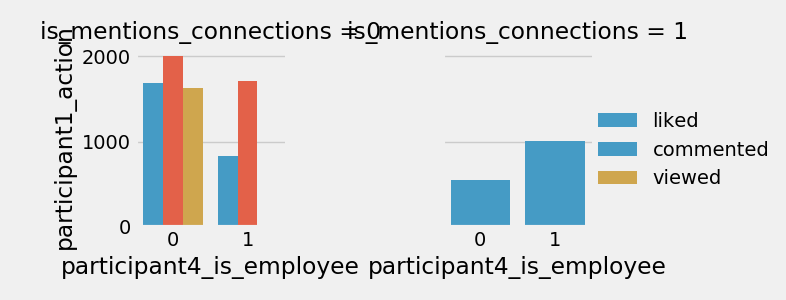 is_mentions_connections = 0
is_mentions_connections = 1
participant1_action
2000
1000
0
0
1
0
1
participant4_is_employee
participant4_is_employee
liked
commented
viewed